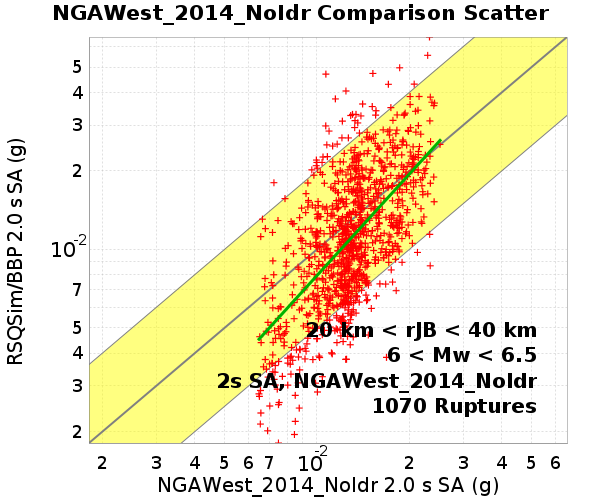 NGAWest_2014_NoIdr Comparison Scatter
RSQSim/BBP 2.0 s SA (g)
5
4
3
2
10-2
7
5
4
3
2
20 km < rJB < 40 km
6 < Mw < 6.5
2s SA, NGAWest_2014_NoIdr
1070 Ruptures
2 3 4 5 6 7 10-2 2 3 4 5 6
NGAWest_2014_NoIdr 2.0 s SA (g)